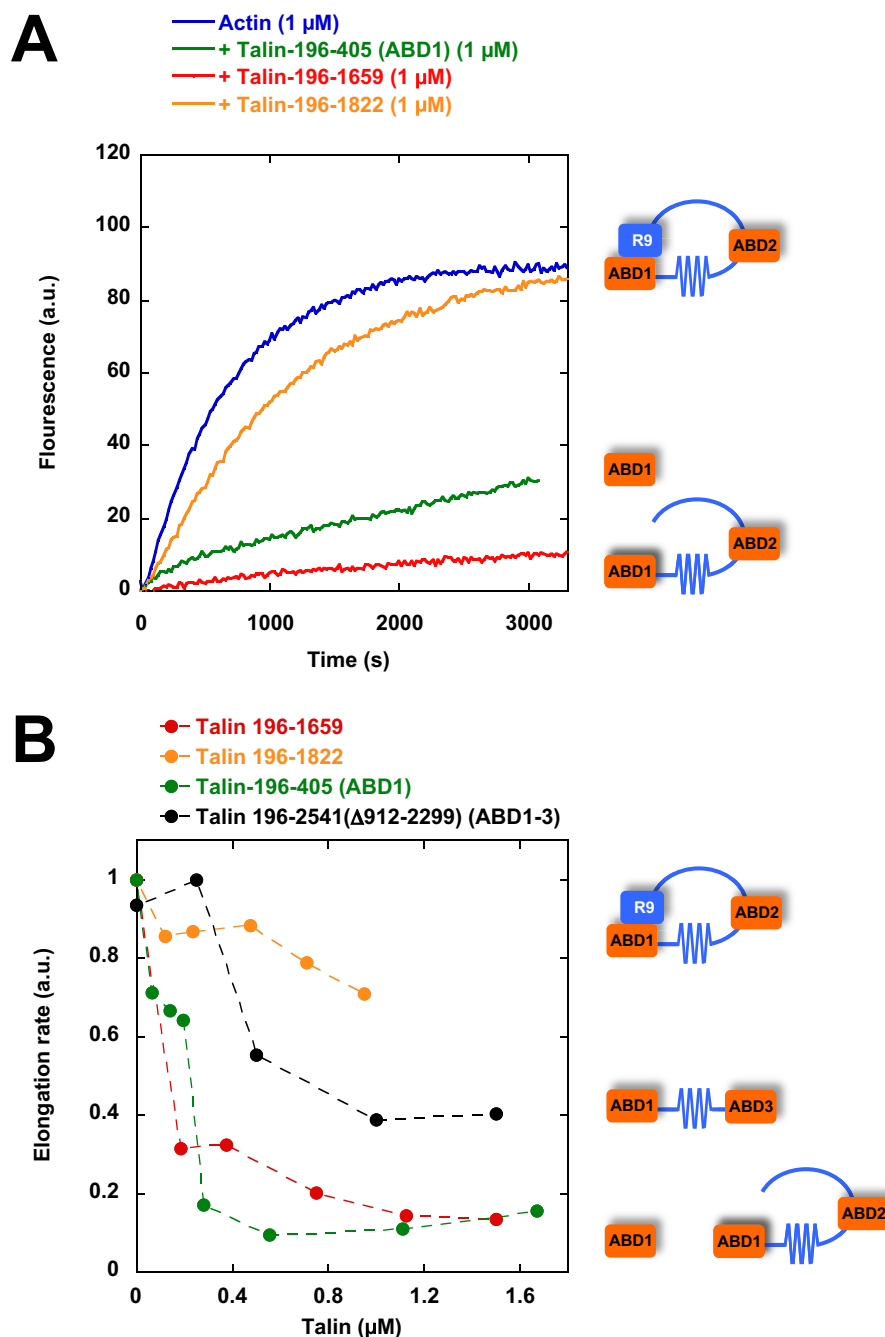 A
Actin (1 µM)
+ Talin-196-405 (ABD1) (1 µM)
+ Talin-196-1659 (1 µM)
+ Talin-196-1822 (1 µM)
120
100
80
60
40
20
0
Flourescence (a.u.)
0 1000 2000 3000
Time (s)
R9
ABD1
ABD2
ABD1
ABD1
ABD2
B
Talin 196-1659
Talin 196-1822
Talin-196-405 (ABD1)
Talin 196-2541(Δ912-2299) (ABD1-3)
1
0.8
0.6
0.4
0.2
0
Elongation rate (a.u.)
0 0.4 0.8 1.2 1.6
Talin (µM)
R9
ABD1
ABD2
ABD1
ABD3
ABD1
ABD1
ABD2